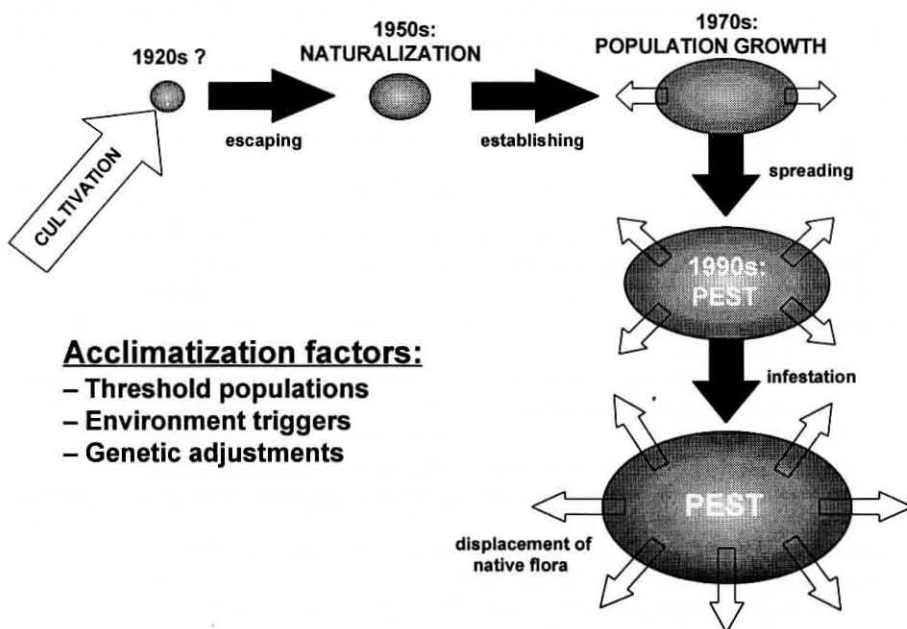 1920s ?
1950s:
NATURALIZATION
1970s:
POPULATION GROWTH
CULTIVATION
escaping
establishing
spreading
1990s:
PEST
infestation
Acclimatization factors:
– Threshold populations
– Environment triggers
– Genetic adjustments
PEST
displacement of
native flora